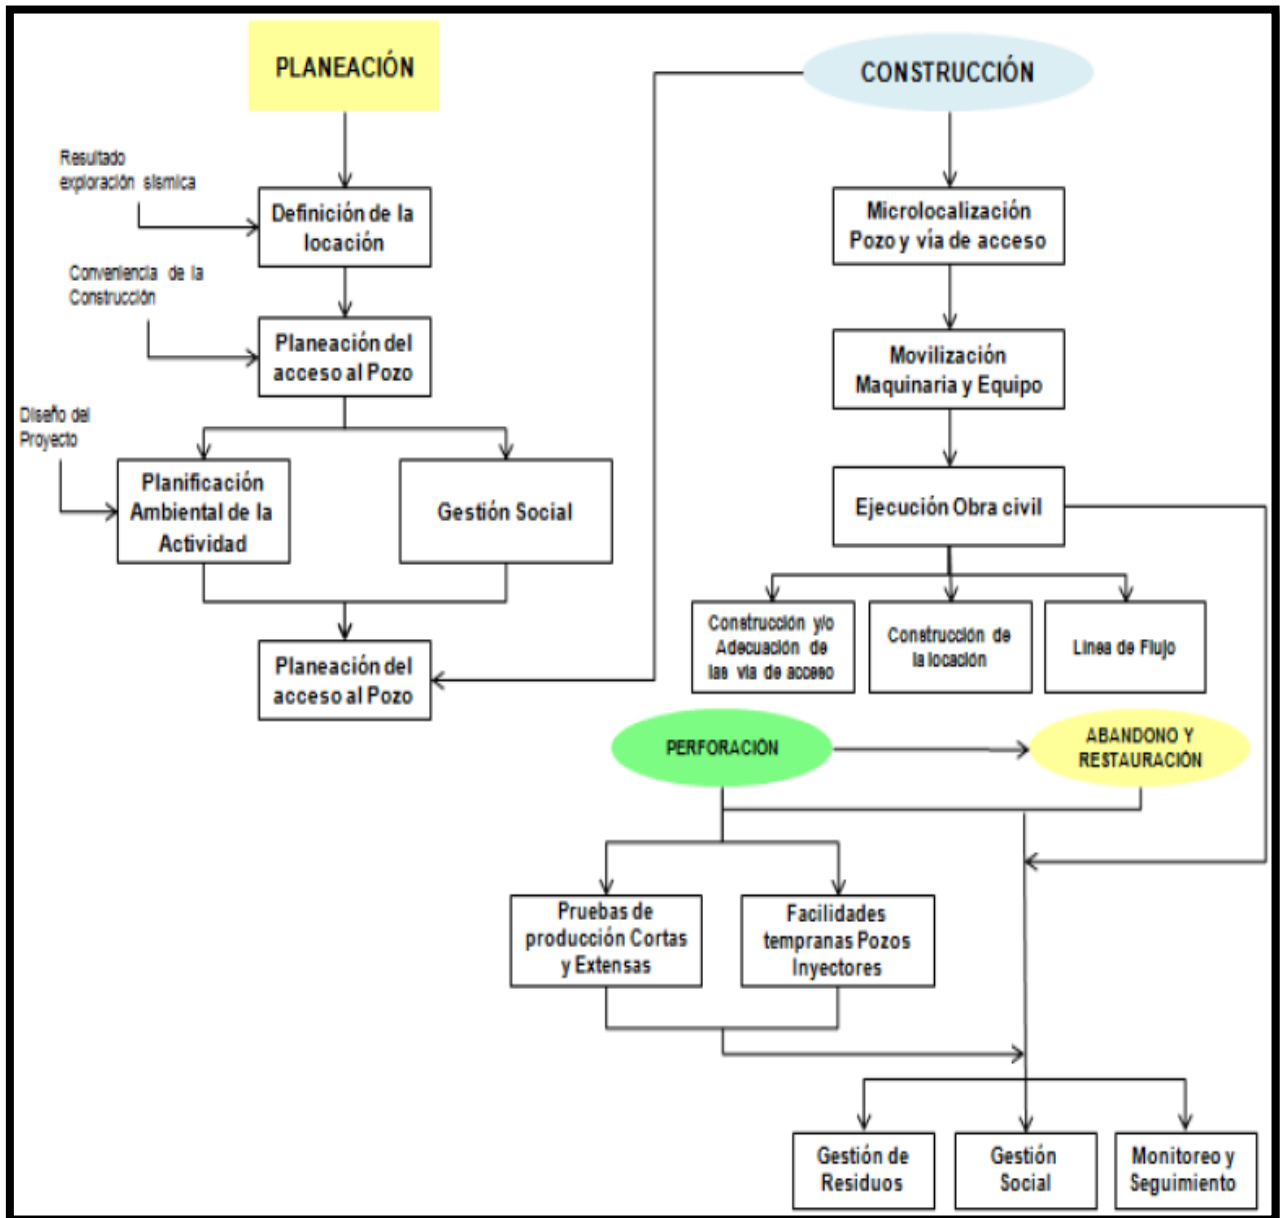 PLANEACIÓN
Resultado
exploración sísmica
Definición de la
locación
Conveniencia de la
Construcción
Planeación del
acceso al Pozo
Diseño del
Proyecto
Planificación
Ambiental de la
Actividad
Gestión Social
Planeación del
acceso al Pozo
CONSTRUCCIÓN
Microlocalización
Pozo y vía de acceso
Movilización
Maquinaria y Equipo
Ejecución Obra civil
Construcción y/o
Adecuación de
las vía de acceso
Construcción de
la locación
Línea de Flujo
PERFORACIÓN
ABANDONO Y
RESTAURACIÓN
Pruebas de
producción Cortas
y Extensas
Facilidades
tempranas Pozos
Inyectores
Gestión de
Residuos
Gestión
Social
Monitoreo y
Seguimiento